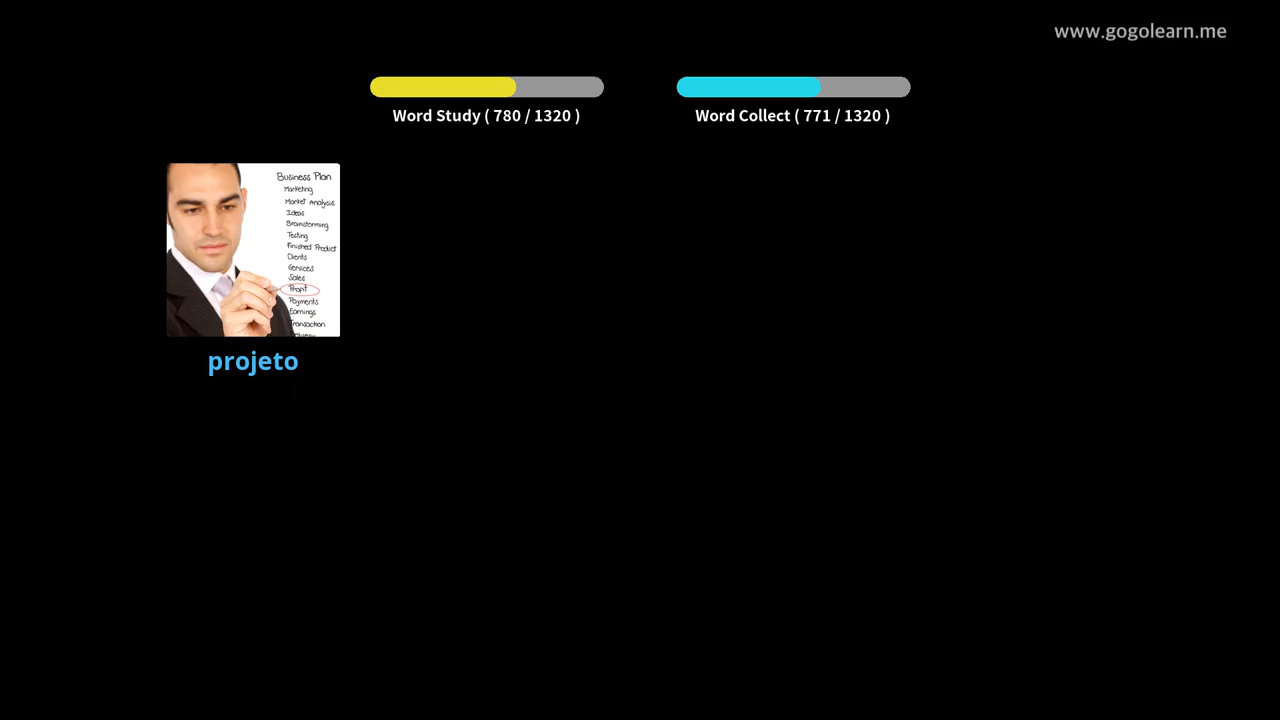 www.gogolearn.me
Word Study ( 780 / 1320 )
Word Collect ( 771 / 1320 )
Business Plan
Marketing
Market Analysis
Ideas
Brainstorming
Testing
Finished Product
Clients
Services
Sales
Profit
Payments
Earnings
Transaction
projeto